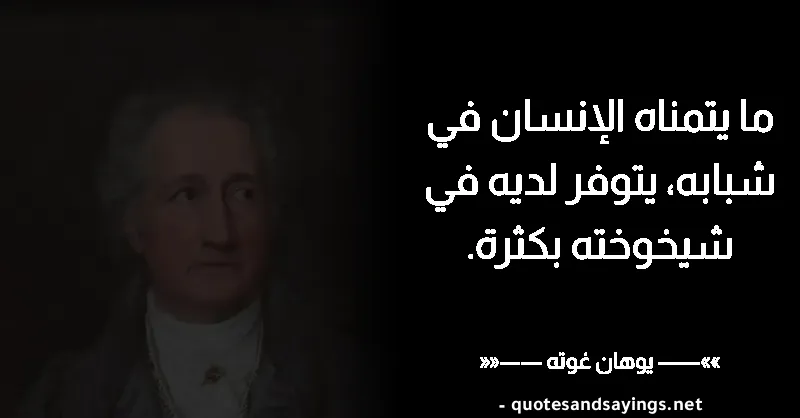 ما يتمناه الإنسان في
شبابه، يتوفر لديه في
شيخوخته بكثرة.
»»—— يوهان غوته ——««
- quotesandsayings.net